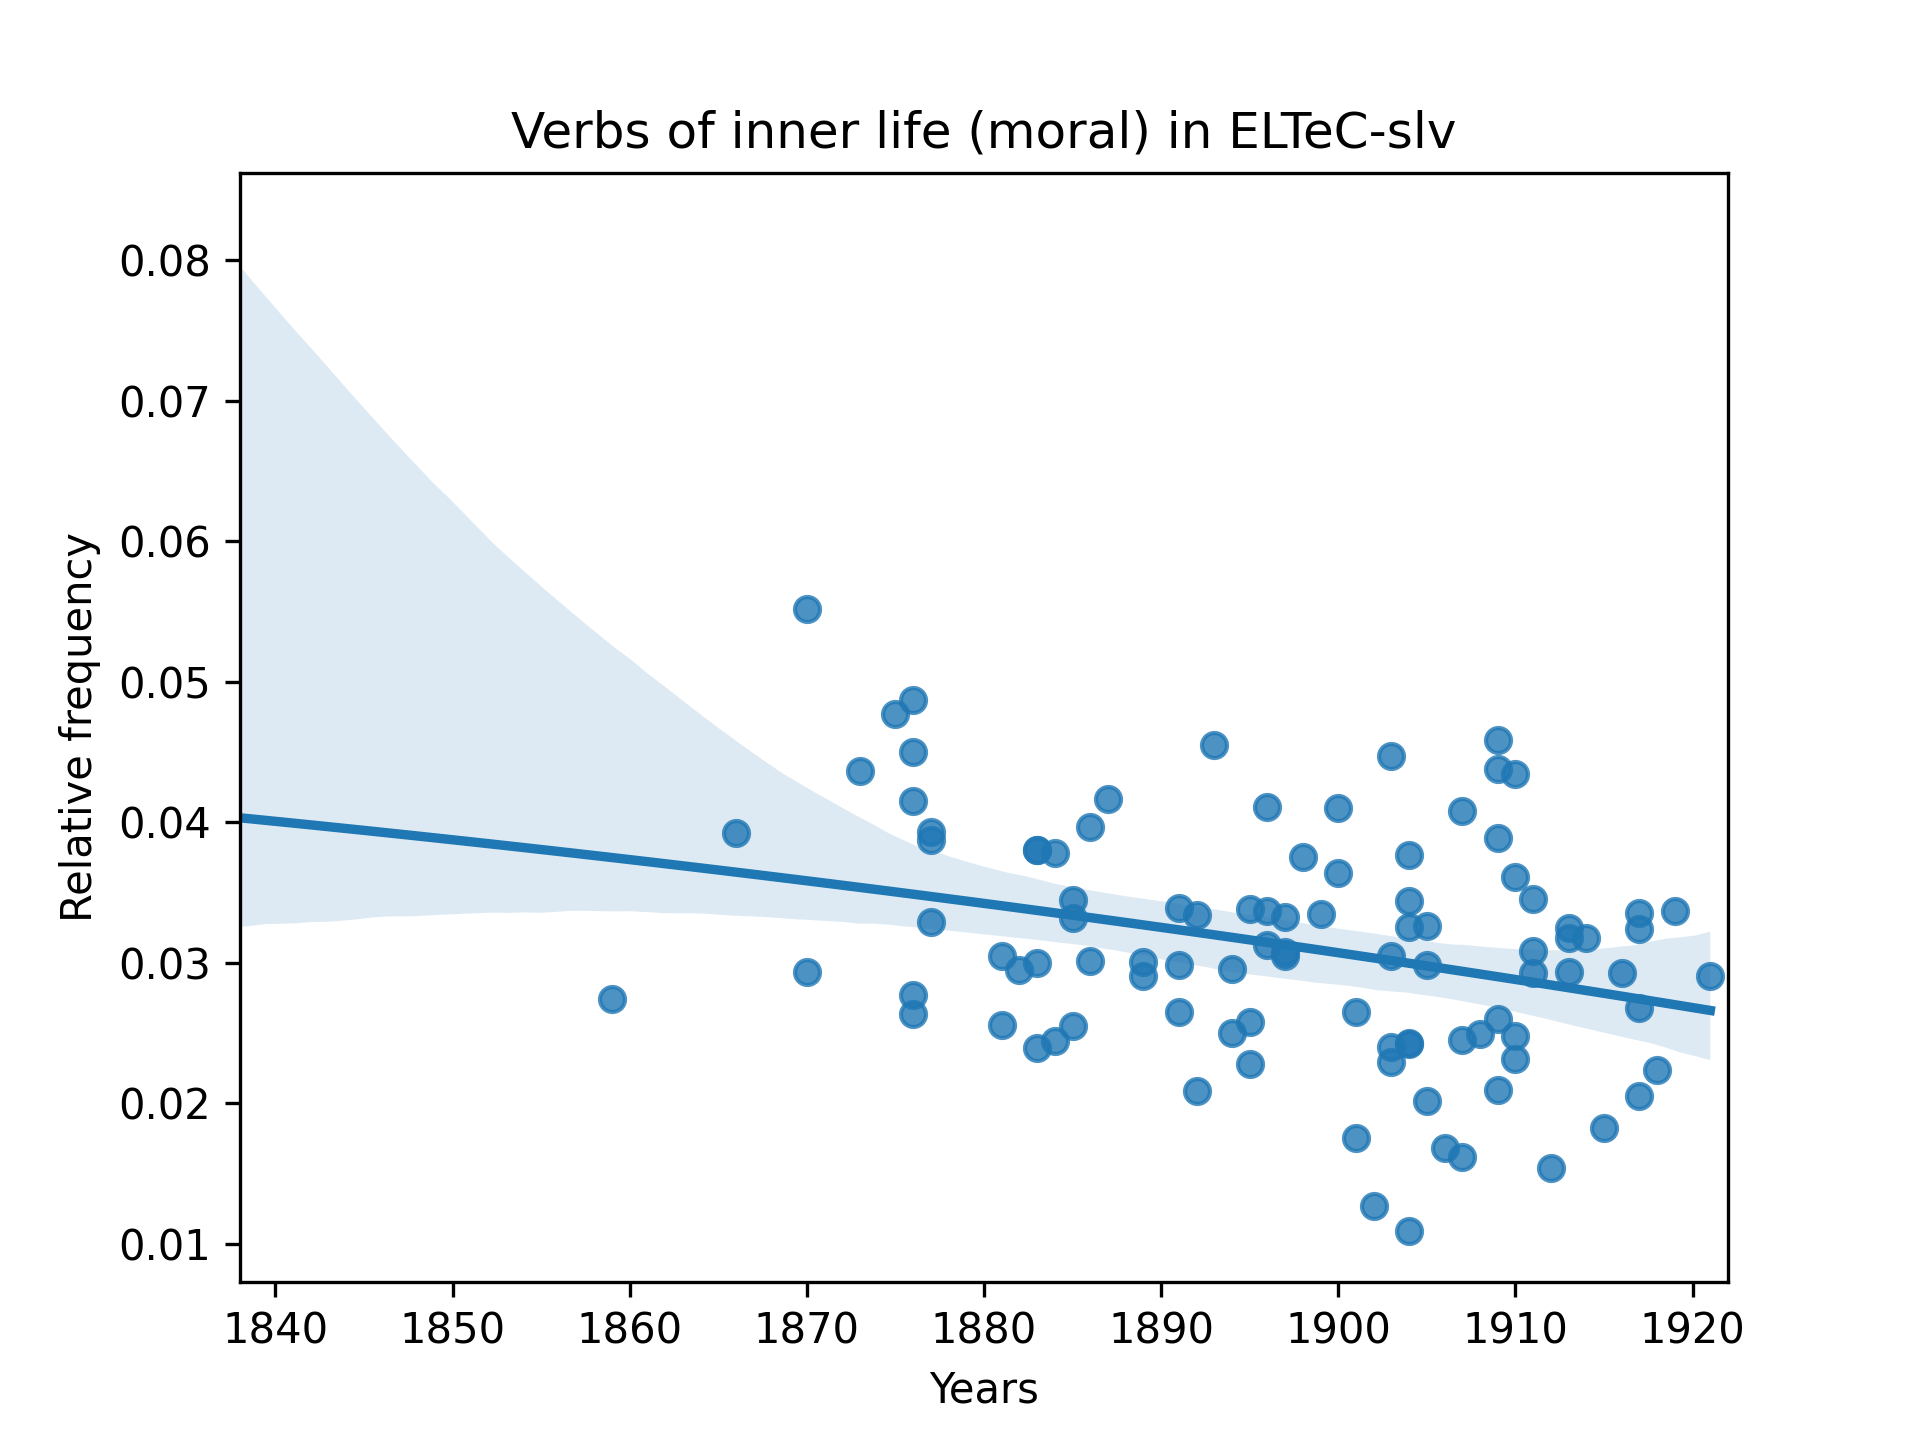 Verbs of inner life (moral) in ELTeC-slv
0.08
0.07
0.06
0.05
0.04
0.03
0.02
0.01
Relative frequency
1840 1850 1860 1870 1880 1890 1900 1910 1920
Years